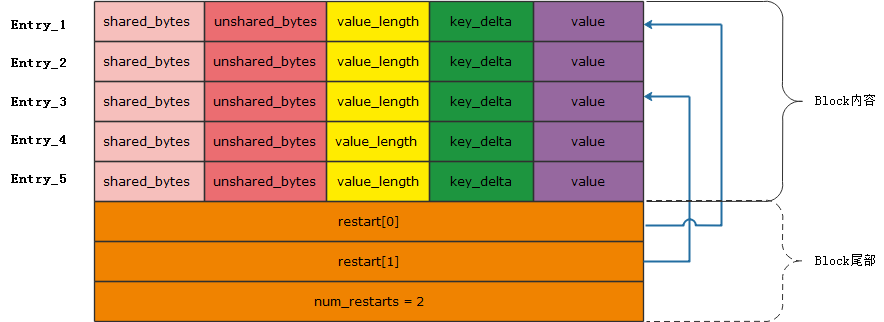 Entry_1 shared_bytes unshared_bytes value_length key_delta value
Entry_2 shared_bytes unshared_bytes value_length key_delta value
Entry_3 shared_bytes unshared_bytes value_length key_delta value
Block内容
Entry_4 shared_bytes unshared_bytes value_length key_delta value
Entry_5 shared_bytes unshared_bytes value_length key_delta value
restart[0]
restart[1]
Block尾部
num_restarts = 2